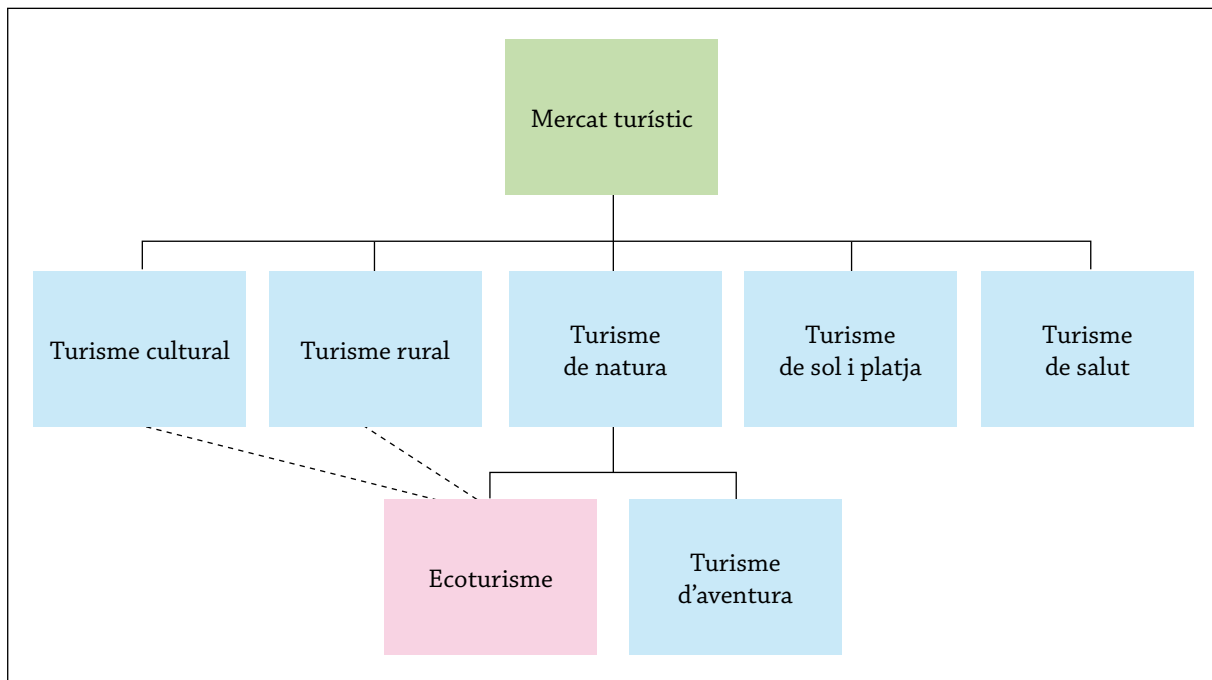 Mercat turístic
Turisme cultural
Turisme rural
Turisme
de natura
Turisme
de sol i platja
Turisme
de salut
Ecoturisme
Turisme
d’aventura